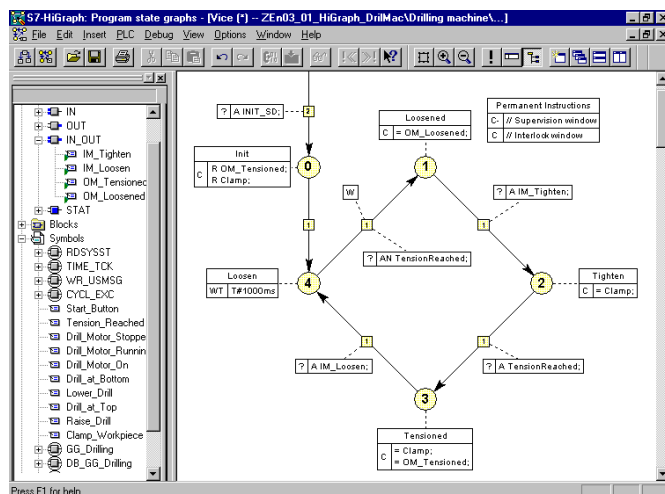 S7-HiGraph: Program state graphs - [Vice (*) -- ZEn03_01_HiGraph_DrilMac\Drilling machine\...]
File Edit Insert PLC Debug View Options Window Help
IN
OUT
IN_OUT
IM_Tighten
IM_Loosen
OM_Tensioned
OM_Loosened
STAT
Blocks
Symbols
RDSYSST
TIME_TCK
WR_USMSG
CYCL_EXC
Start_Button
Tension_Reached
Drill_Motor_Stoppe
Drill_Motor_Runnin
Drill_Motor_On
Drill_at_Bottom
Lower_Drill
Drill_at_Top
Raise_Drill
Clamp_Workpiece
GG_Drilling
DB_GG_Drilling
? A INIT_SD;
2
Init
C R OM_Tensioned;
R Clamp;
0
1
Loosened
C = OM_Loosened;
1
Permanent Instructions
C- // Supervision window
C // Interlock window
W
1
? AN TensionReached;
? A IM_Tighten;
1
Loosen
WT T#1000ms
4
2
Tighten
C = Clamp;
1
? A IM_Loosen;
1
? A TensionReached;
3
Tensioned
C = Clamp;
= OM_Tensioned;
Press F1 for help.